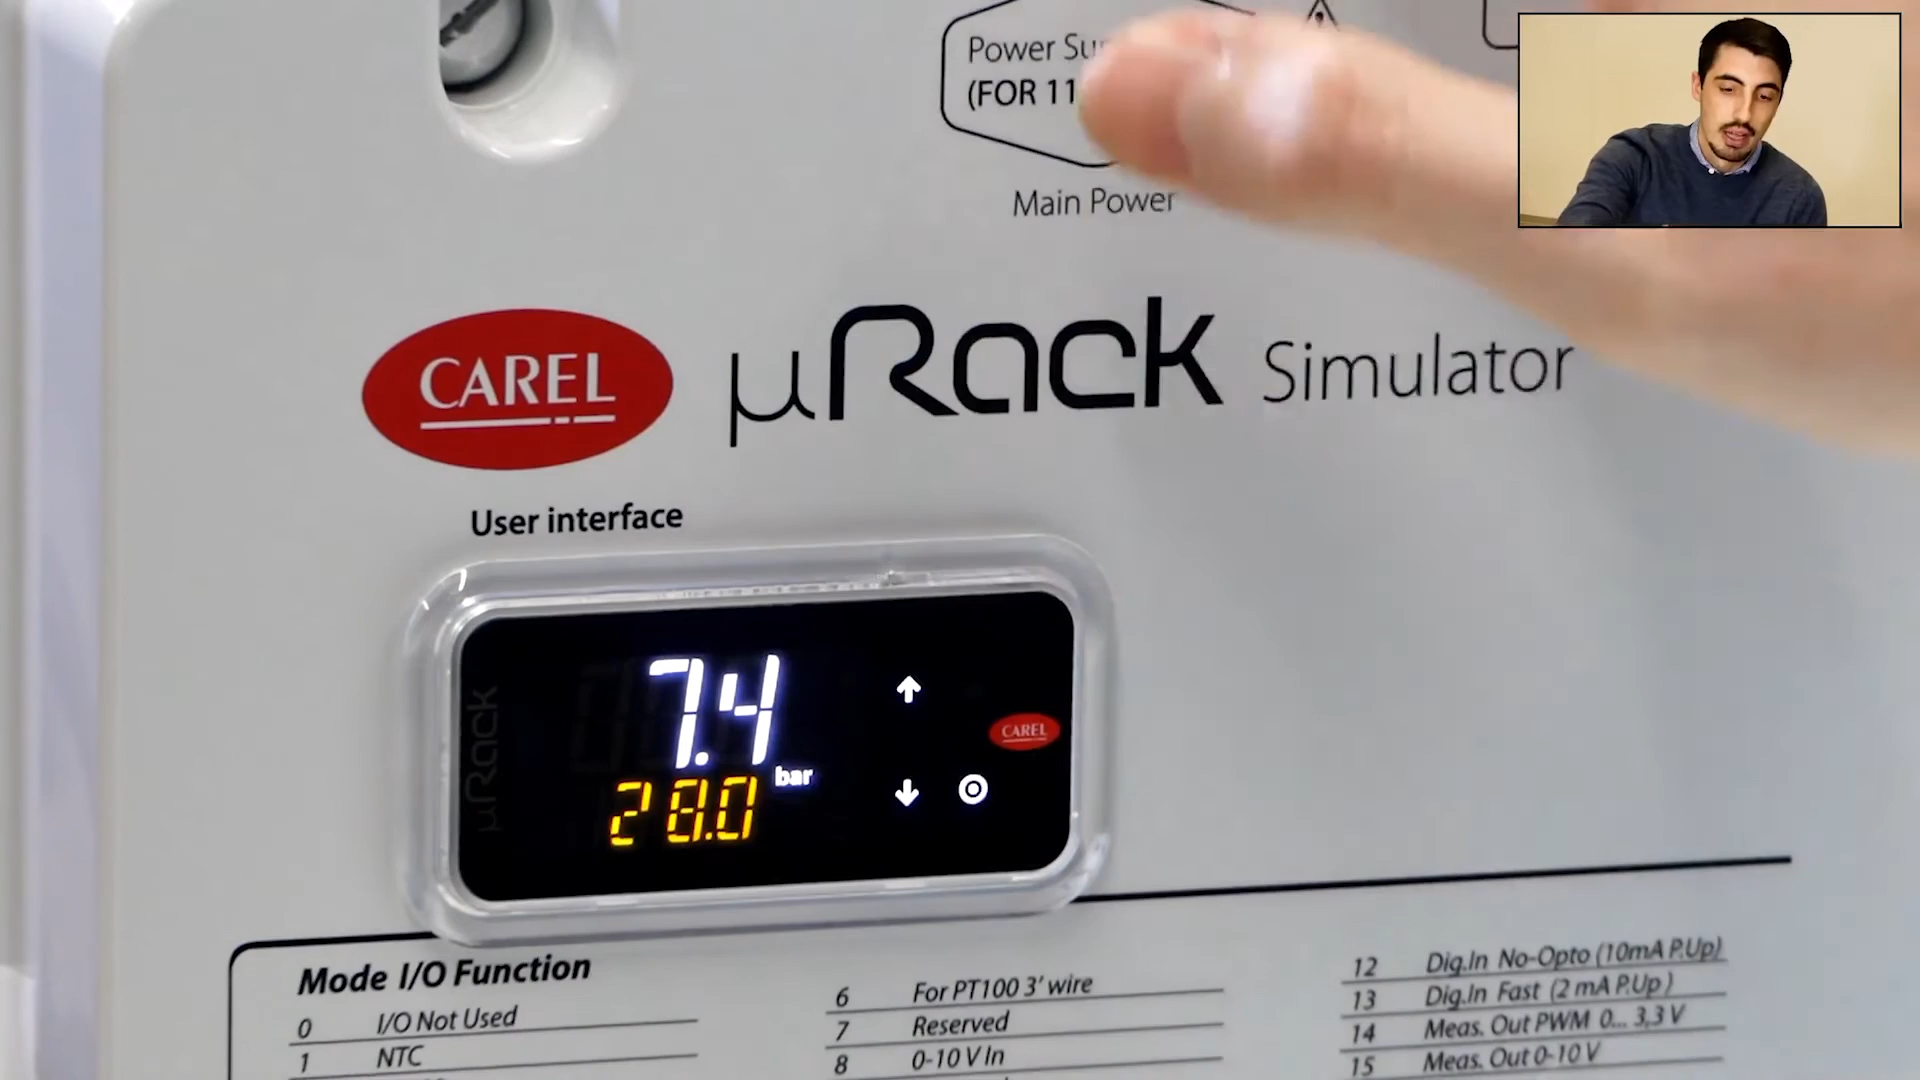 Power
(FOR 11
Main Power
CAREL
µRack Simulator
User interface
µRack
7.4
bar
28.0
CAREL
Mode I/O Function
0 I/O Not Used
1 NTC
6 For PT100 3' wire
7 Reserved
8 0-10 V In
12 Dig.In No-Opto (10mA P.Up)
13 Dig.In Fast (2 mA P.Up)
14 Meas. Out PWM 0... 3,3 V
15 Meas. Out 0-10 V